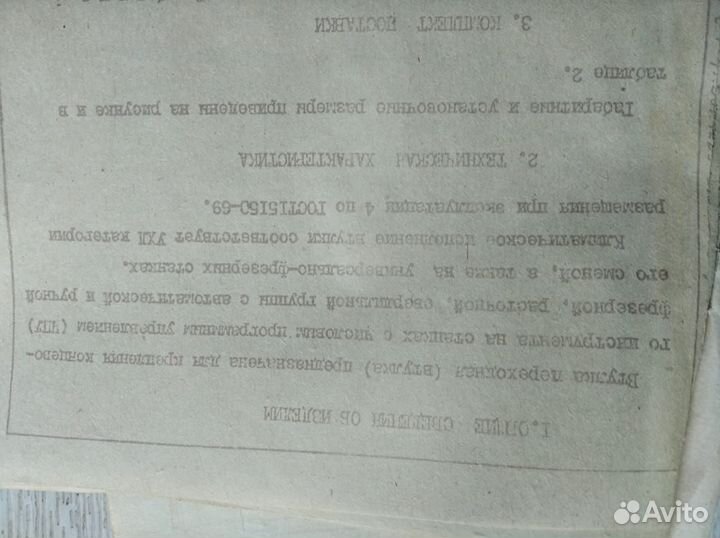 I. ОБЩИЕ СВЕДЕНИЯ ОБ ИЗДЕЛИИ
Втулка переходная (втулка) предназначена для крепления концево-
го инструмента на станках с числовым программным управлением (ЧПУ)
фрезерной, расточной, сверлильной группы с автоматической и ручной
его сменой, а также на универсально-фрезерных станках.
Климатическое исполнение втулки соответствует УХЛ категории
размещения при эксплуатации 4 по ГОСТ15150-69.
2. ТЕХНИЧЕСКАЯ ХАРАКТЕРИСТИКА
Габаритные и установочные размеры приведены на рисунке и в
таблице 2.
3. КОМПЛЕКТ ПОСТАВКИ
Avito